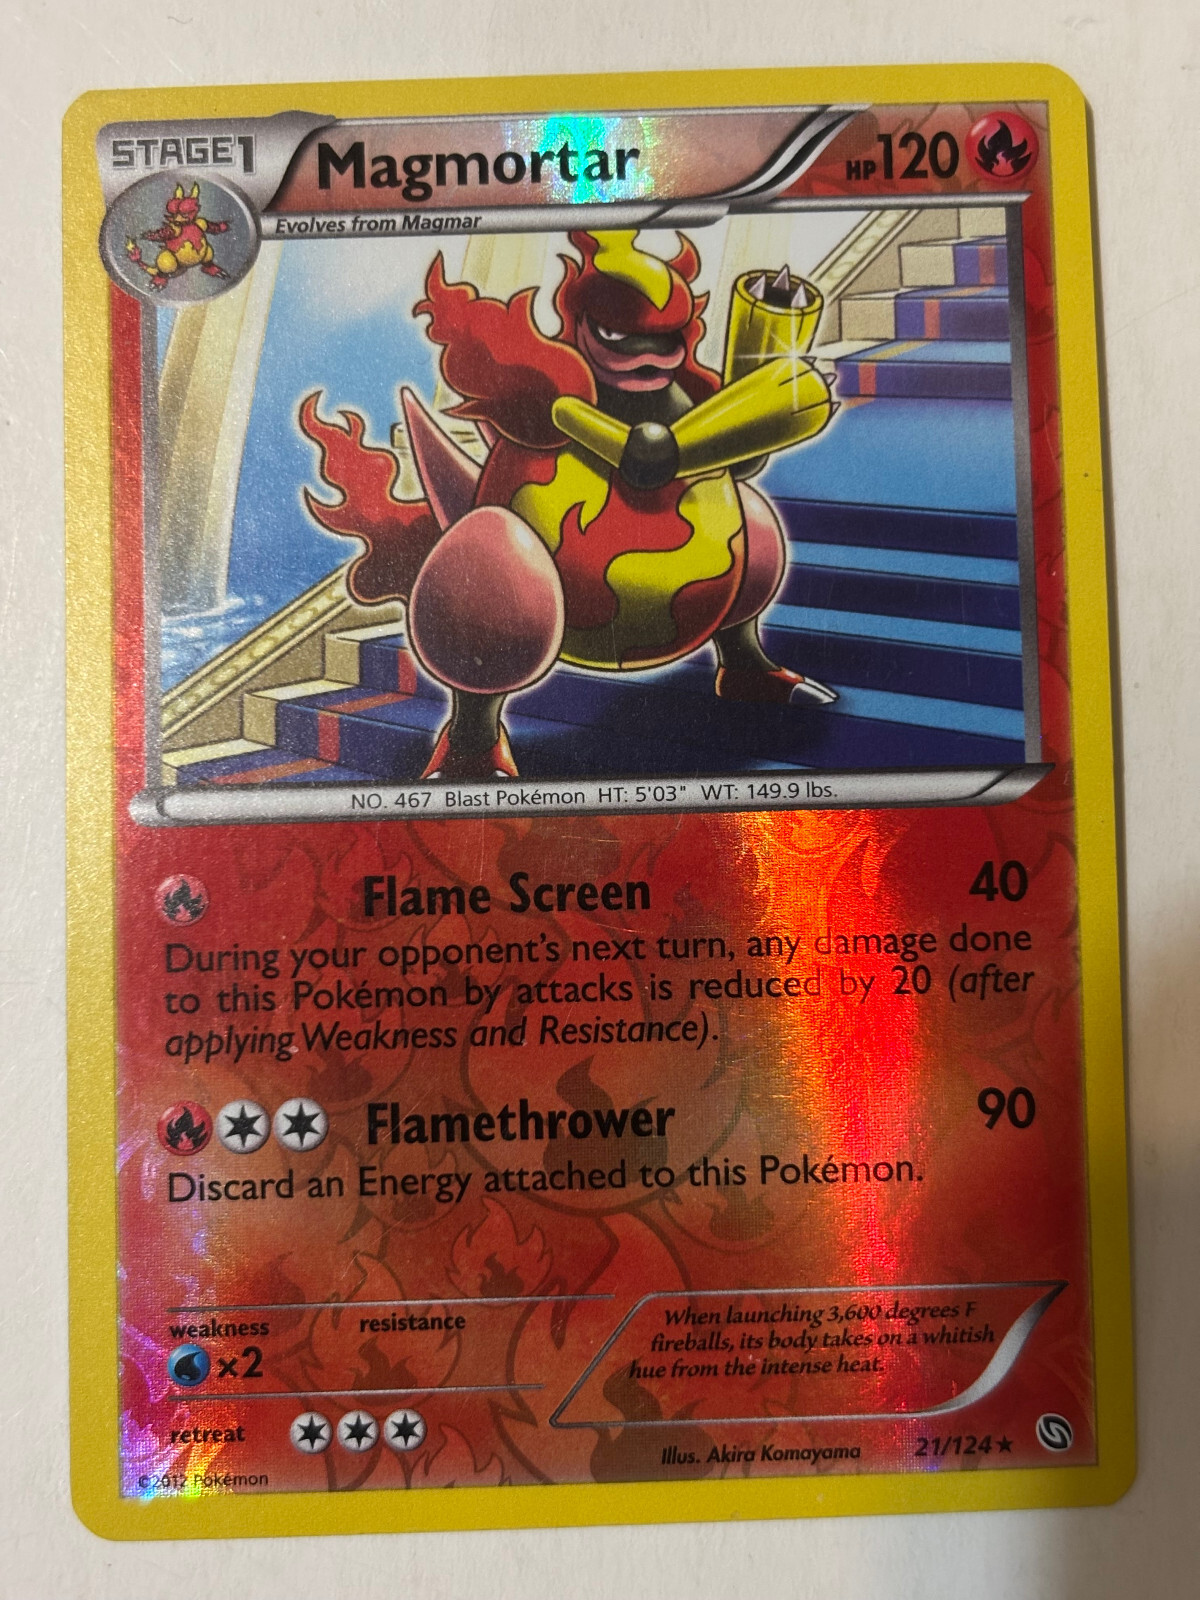 STAGE1
Magmortar
HP120
Evolves from Magmar
NO. 467 Blast Pokémon HT: 5'03" WT: 149.9 lbs.
Flame Screen 40
During your opponent's next turn, any damage done
to this Pokémon by attacks is reduced by 20 (after
applying Weakness and Resistance).
Flamethrower 90
Discard an Energy attached to this Pokémon.
weakness resistance
x2
When launching 3,600 degrees F
fireballs, its body takes on a whitish
hue from the intense heat.
retreat
Illus. Akira Komayama 21/124★
©2012 Pokémon